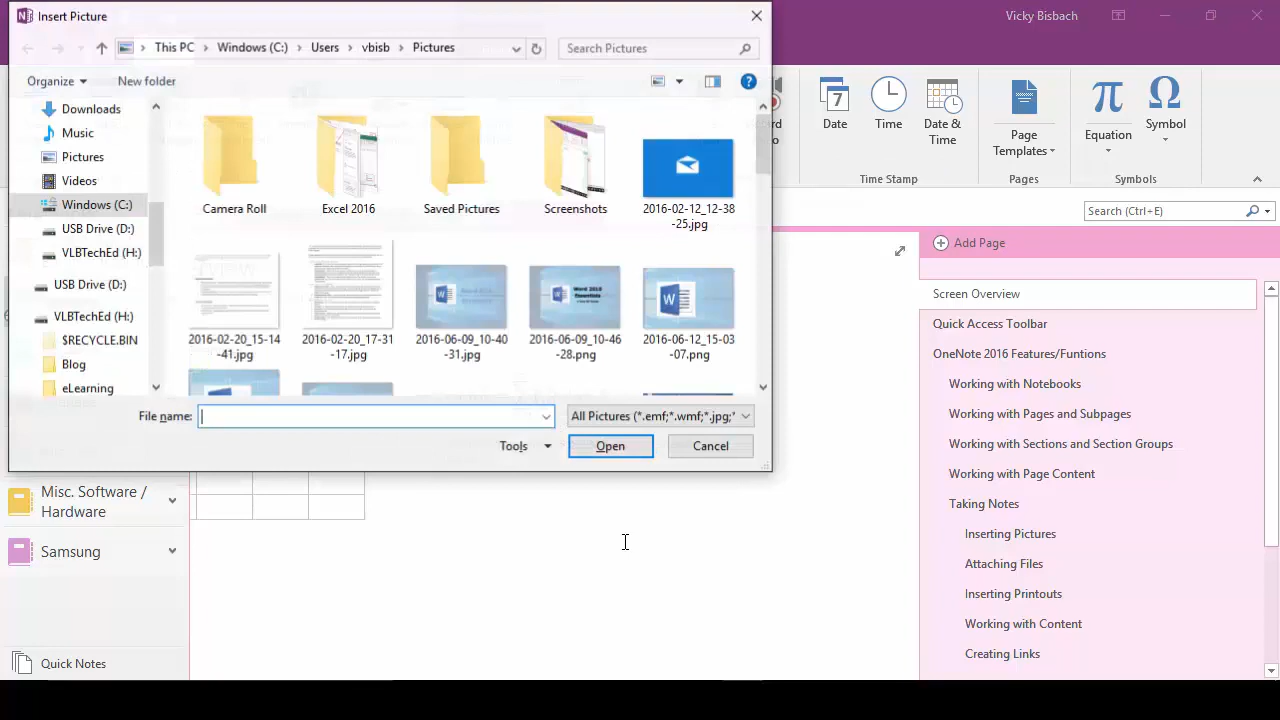 Insert Picture
Vicky Bisbach
This PC
Windows (C:)
Users
vbisb
Pictures
Search Pictures
Organize
New folder
Downloads
Music
Pictures
Videos
Windows (C:)
USB Drive (D:)
VLBTechEd (H:)
USB Drive (D:)
VLBTechEd (H:)
$RECYCLE.BIN
Blog
eLearning
Camera Roll
Excel 2016
Saved Pictures
Screenshots
2016-02-12_12-38
-25.jpg
2016-02-20_15-14
-41.jpg
2016-02-20_17-31
-17.jpg
2016-06-09_10-40
-31.jpg
2016-06-09_10-46
-28.png
2016-06-12_15-03
-07.png
File name:
All Pictures (*.emf;*.wmf;*.jpg;*
Tools
Open
Cancel
Date
Time
Date &
Time
Page
Templates
Equation
Symbol
Time Stamp
Pages
Symbols
Search (Ctrl+E)
Add Page
Screen Overview
Quick Access Toolbar
OneNote 2016 Features/Funtions
Working with Notebooks
Working with Pages and Subpages
Working with Sections and Section Groups
Working with Page Content
Taking Notes
Inserting Pictures
Attaching Files
Inserting Printouts
Working with Content
Creating Links
Misc. Software /
Hardware
Samsung
Quick Notes